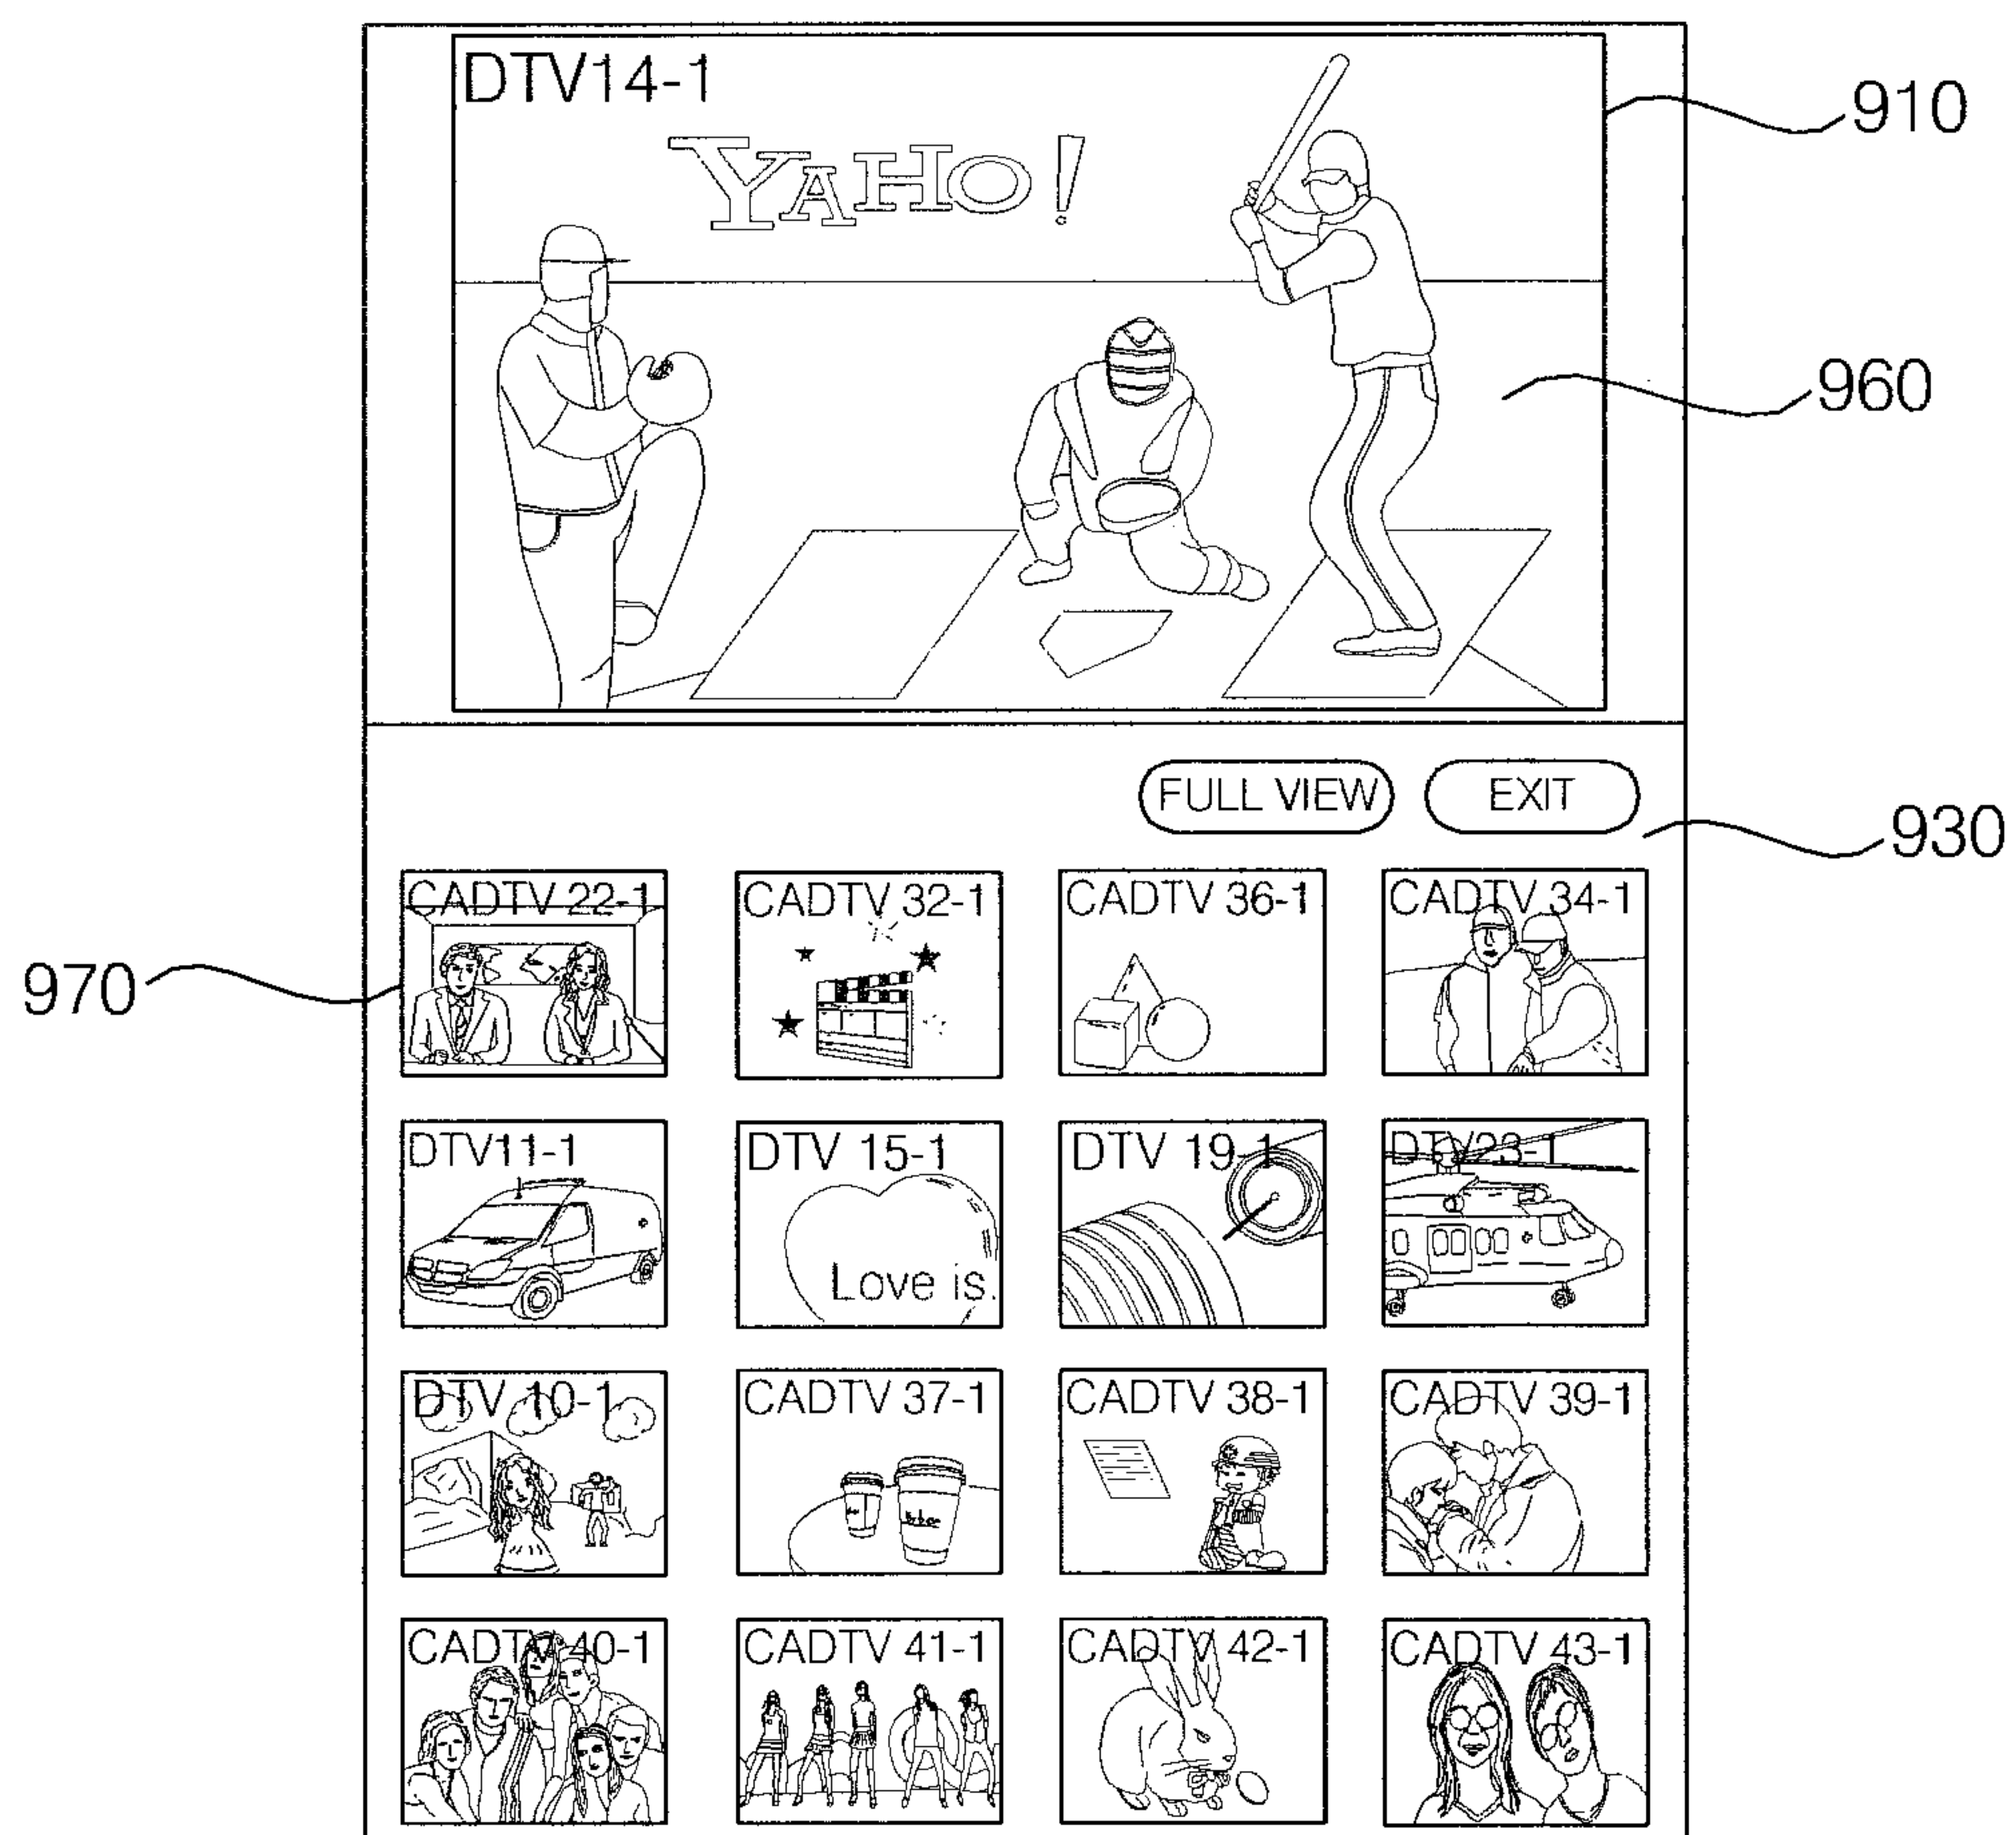 DTV14-1
YAHO!
910
960
FULL VIEW
EXIT
930
CADTV 22-1
CADTV 32-1
CADTV 36-1
CADTV 34-1
970
DTV11-1
DTV 15-1
Love is.
DTV 19-1
DTV23-1
DTV 10-1
CADTV 37-1
CADTV 38-1
CADTV 39-1
CADTV 40-1
CADTV 41-1
CADTV 42-1
CADTV 43-1